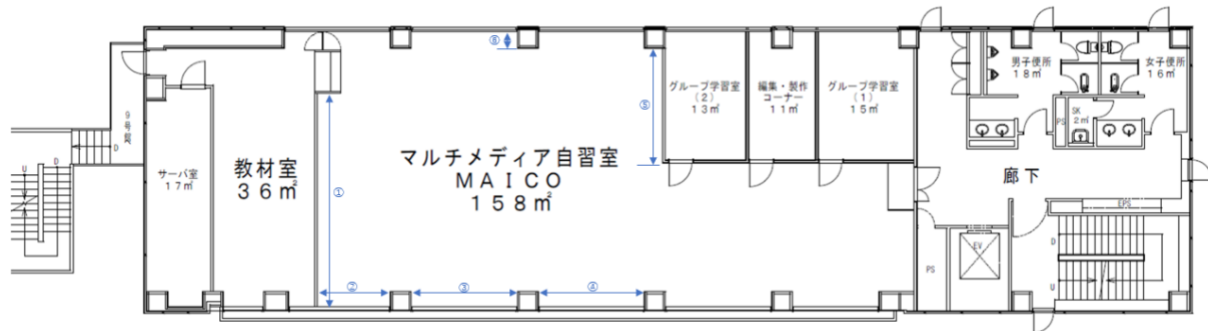 ⑥
男子便所
18㎡
女子便所
16㎡
グループ学習室
(2)
13㎡
編集・製作
コーナー
11㎡
グループ学習室
(1)
15㎡
⑤
SK
2㎡
PS
9号館
D
U
D
サーバ室
17㎡
教材室
36㎡
①
マルチメディア自習室
MAICO
158㎡
廊下
EPS
PS
EV
D
U
②
③
④